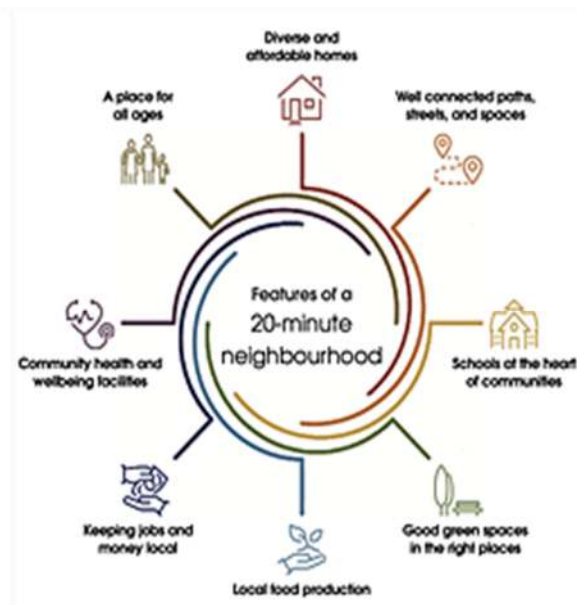 Diverse and
affordable homes
Well connected paths,
streets, and spaces
Schools at the heart
of communities
Good green spaces
in the right places
Local food production
Keeping jobs and
money local
Community health and
wellbeing facilities
A place for
all ages
Features of a
20-minute
neighbourhood